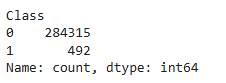 Class
0    284315
1       492
Name: count, dtype: int64